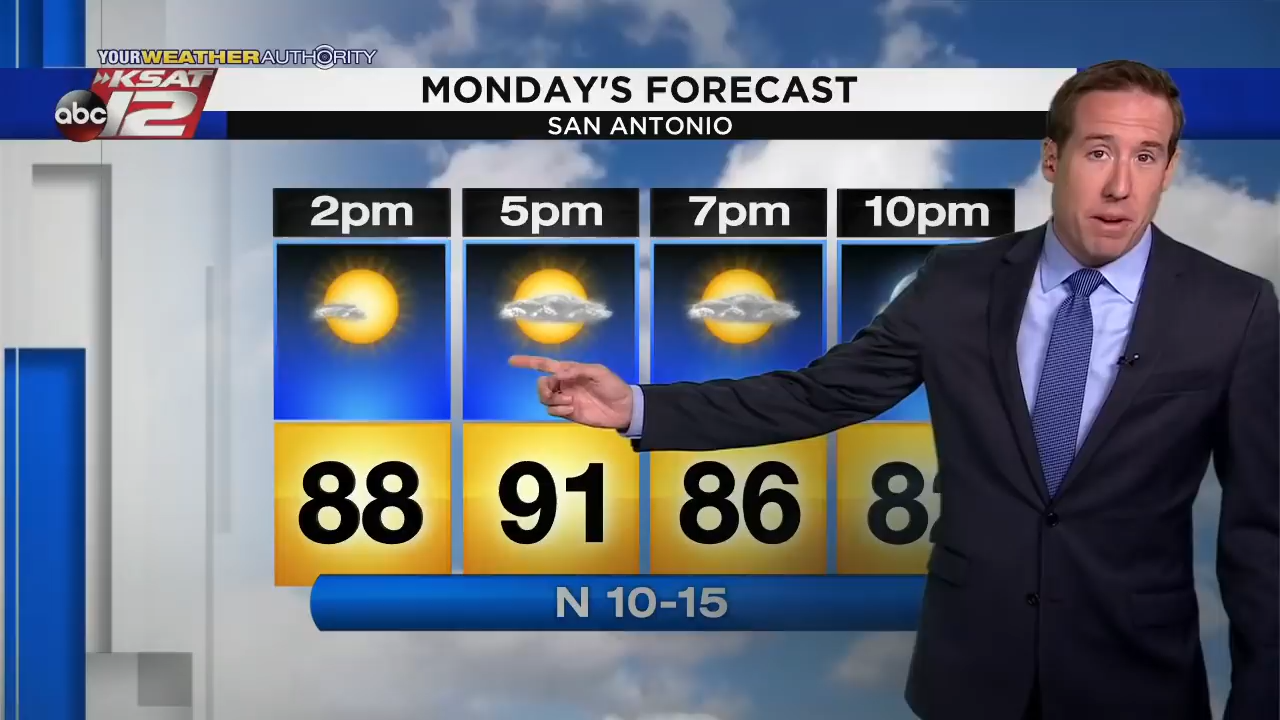 YOUR WEATHER AUTHORITY
KSAT
abc 12
MONDAY'S FORECAST
SAN ANTONIO
2pm 5pm 7pm 10pm
88 91 86
N 10-15